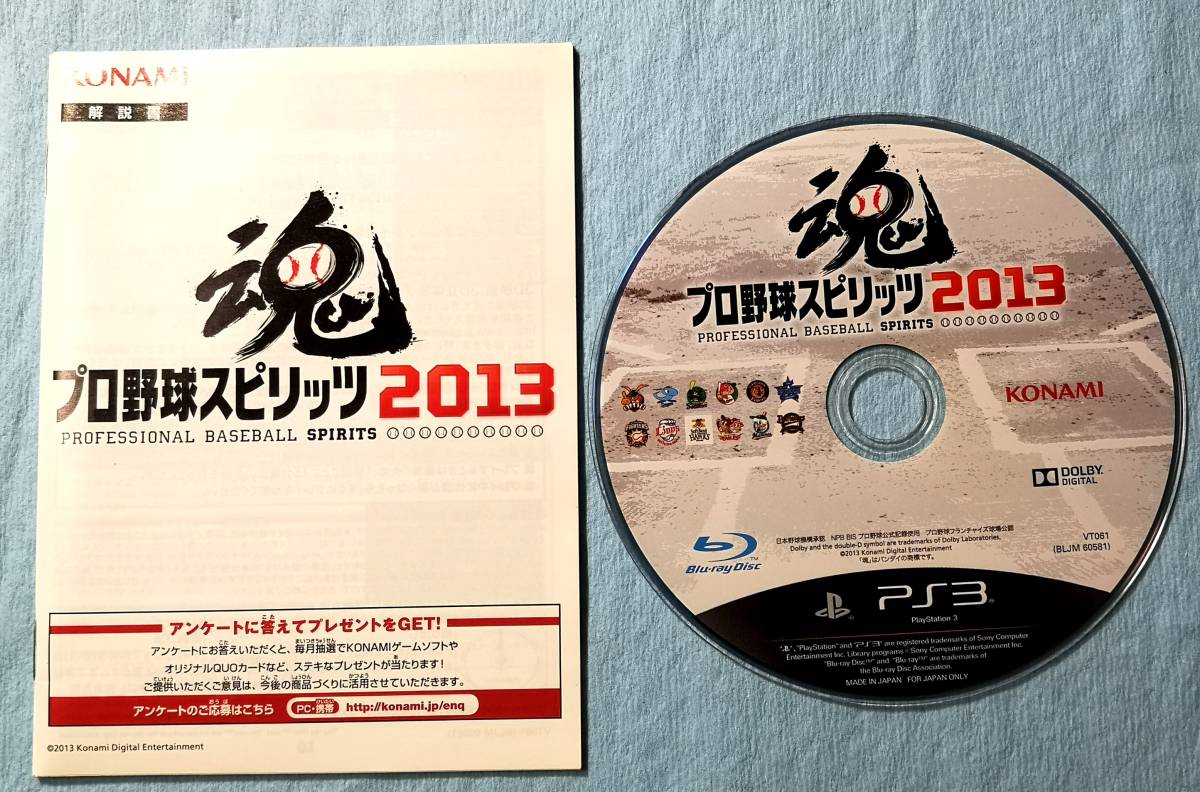 KONAMI
解説書
魂
プロ野球スピリッツ2013
PROFESSIONAL BASEBALL SPIRITS
アンケートに答えてプレゼントをGET!
アンケートにお答えいただくと、毎月抽選でKONAMIゲームソフトや
オリジナルQUOカードなど、ステキなプレゼントが当たります!
ご提供いただくご意見は、今後の商品づくりに活用させていただきます。
アンケートのご応募はこちら PC・携帯 http://konami.jp/enq
©2013 Konami Digital Entertainment
魂
プロ野球スピリッツ2013
PROFESSIONAL BASEBALL SPIRITS
KONAMI
DOLBY
DIGITAL
日本野球機構承認 NPB BIS プロ野球公式記録使用 プロ野球フランチャイズ球場公認
Dolby and the double-D symbol are trademarks of Dolby Laboratories.
©2013 Konami Digital Entertainment
「魂」はバンダイの商標です。
VT061
(BLJM 60581)
Blu-ray Disc™
PS3
PlayStation 3
"PlayStation" and "PS3" are registered trademarks of Sony Computer
Entertainment Inc. Library programs © Sony Computer Entertainment Inc.
"Blu-ray Disc™" and "Blu-ray™" are trademarks of
the Blu-ray Disc Association.
MADE IN JAPAN FOR JAPAN ONLY